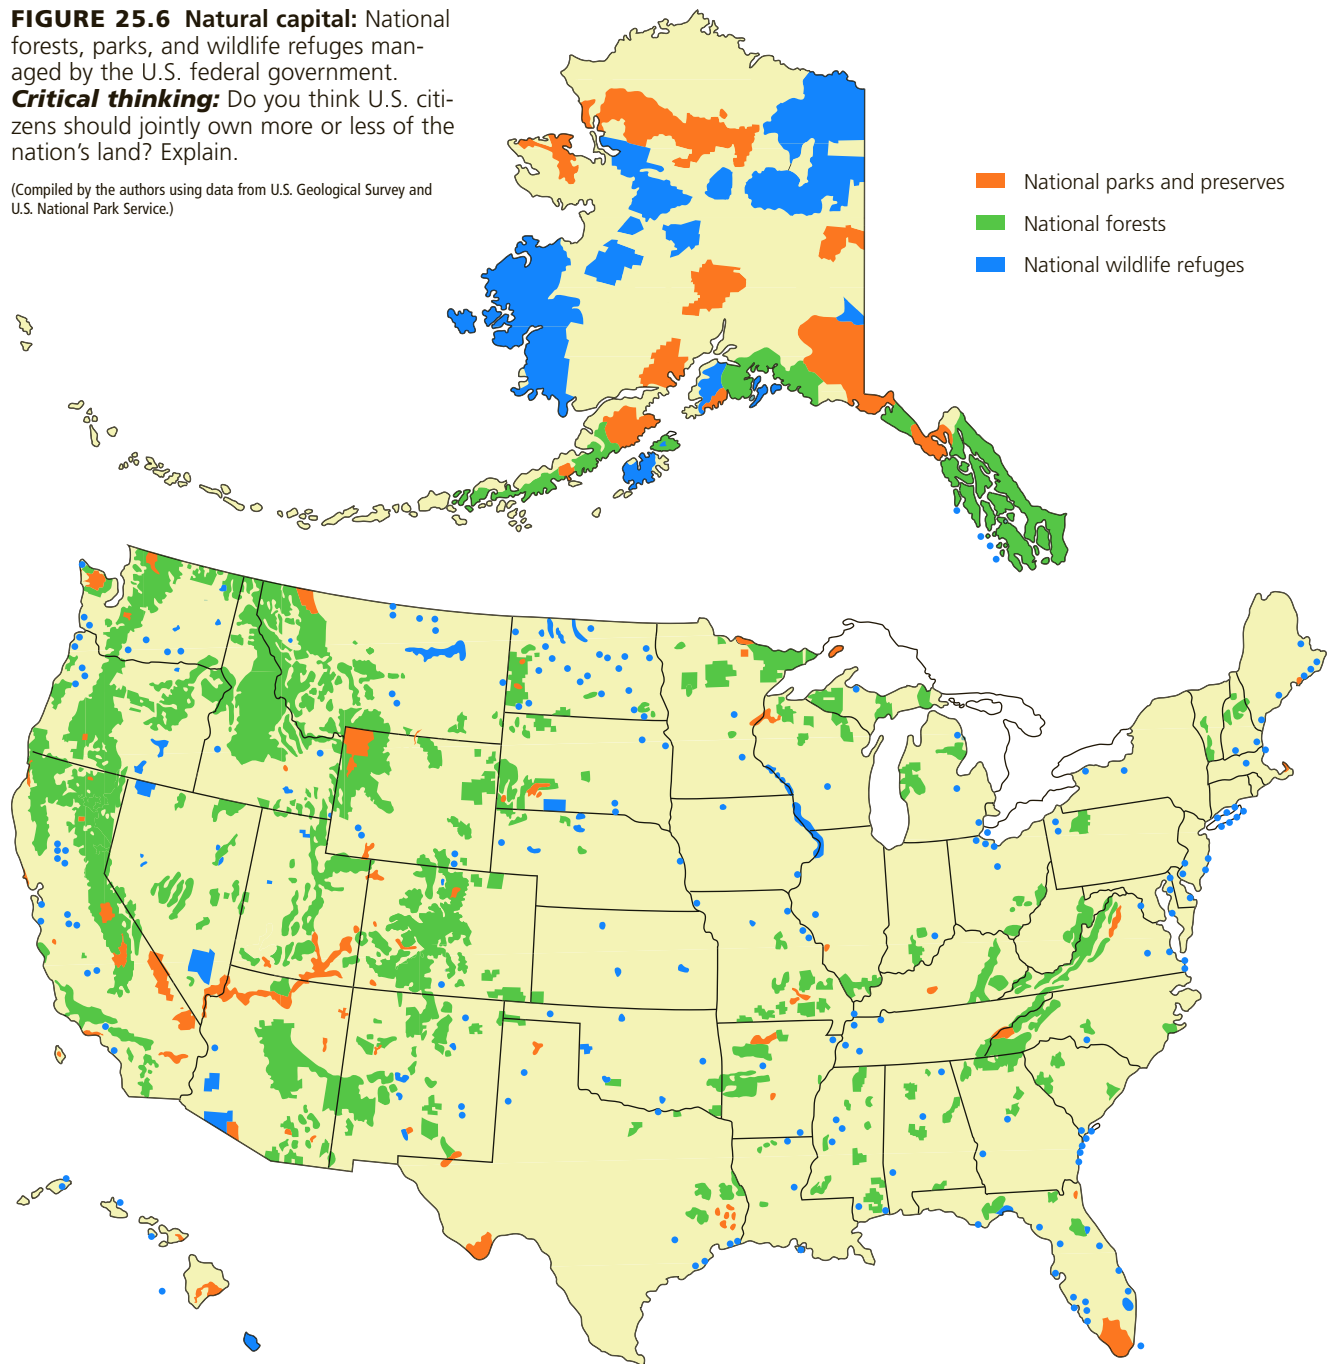 FIGURE 25.6 Natural capital: National
forests, parks, and wildlife refuges man-
aged by the U.S. federal government.
Critical thinking: Do you think U.S. citi-
zens should jointly own more or less of the
nation's land? Explain.
(Compiled by the authors using data from U.S. Geological Survey and
U.S. National Park Service.)
National parks and preserves
National forests
National wildlife refuges